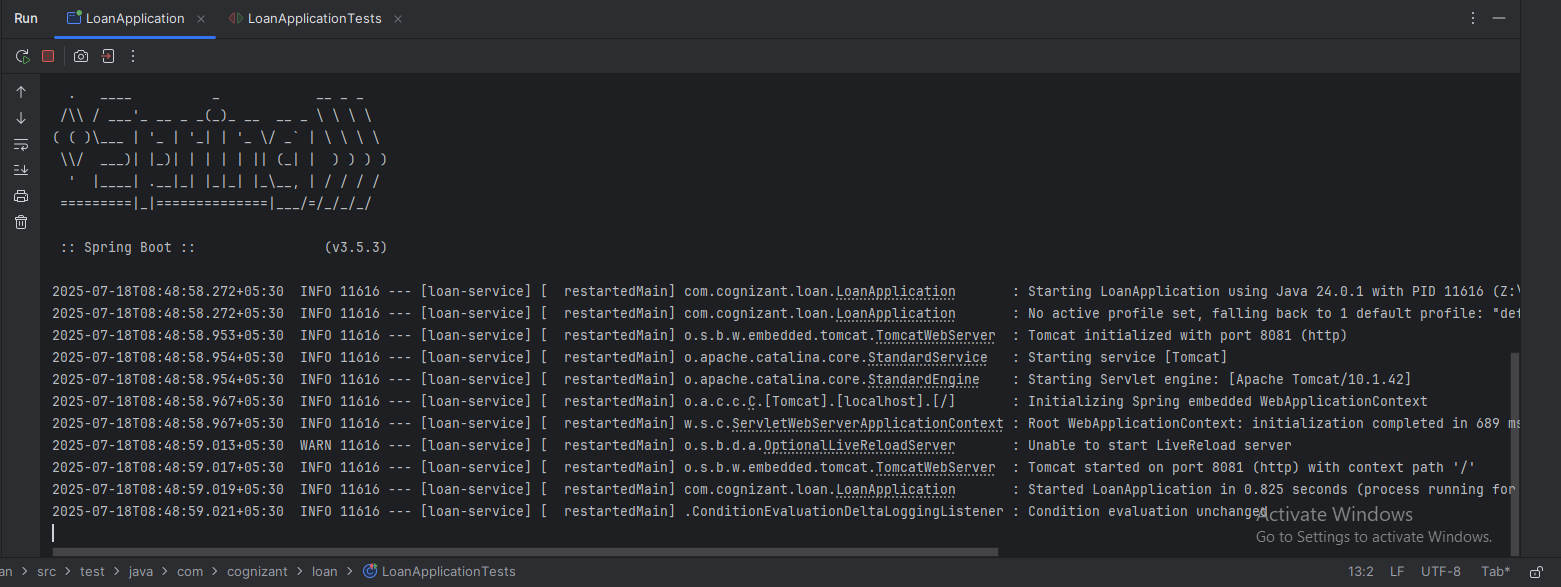 Run LoanApplication LoanApplicationTests
  .   ____          _            __ _ _
 /\\ / ___'_ __ _ _(_)_ __  __ _ \ \ \ \
( ( )\___ | '_ | '_| | '_ \/ _` | \ \ \ \
 \\/  ___)| |_)| | | | | || (_| |  ) ) ) )
  '  |____| .__|_| |_|_| |_\__, | / / / /
 =========|_|==============|___/=/_/_/_/
 :: Spring Boot ::                (v3.5.3)
2025-07-18T08:48:58.272+05:30  INFO 11616 --- [loan-service] [  restartedMain] com.cognizant.loan.LoanApplication       : Starting LoanApplication using Java 24.0.1 with PID 11616 (Z:\
2025-07-18T08:48:58.272+05:30  INFO 11616 --- [loan-service] [  restartedMain] com.cognizant.loan.LoanApplication       : No active profile set, falling back to 1 default profile: "def
2025-07-18T08:48:58.953+05:30  INFO 11616 --- [loan-service] [  restartedMain] o.s.b.w.embedded.tomcat.TomcatWebServer  : Tomcat initialized with port 8081 (http)
2025-07-18T08:48:58.954+05:30  INFO 11616 --- [loan-service] [  restartedMain] o.apache.catalina.core.StandardService   : Starting service [Tomcat]
2025-07-18T08:48:58.954+05:30  INFO 11616 --- [loan-service] [  restartedMain] o.apache.catalina.core.StandardEngine    : Starting Servlet engine: [Apache Tomcat/10.1.42]
2025-07-18T08:48:58.967+05:30  INFO 11616 --- [loan-service] [  restartedMain] o.a.c.c.C.[Tomcat].[localhost].[/]       : Initializing Spring embedded WebApplicationContext
2025-07-18T08:48:58.967+05:30  INFO 11616 --- [loan-service] [  restartedMain] w.s.c.ServletWebServerApplicationContext : Root WebApplicationContext: initialization completed in 689 ms
2025-07-18T08:48:59.013+05:30  WARN 11616 --- [loan-service] [  restartedMain] o.s.b.d.a.OptionalLiveReloadServer       : Unable to start LiveReload server
2025-07-18T08:48:59.017+05:30  INFO 11616 --- [loan-service] [  restartedMain] o.s.b.w.embedded.tomcat.TomcatWebServer  : Tomcat started on port 8081 (http) with context path '/'
2025-07-18T08:48:59.019+05:30  INFO 11616 --- [loan-service] [  restartedMain] com.cognizant.loan.LoanApplication       : Started LoanApplication in 0.825 seconds (process running for
2025-07-18T08:48:59.021+05:30  INFO 11616 --- [loan-service] [  restartedMain] .ConditionEvaluationDeltaLoggingListener : Condition evaluation unchanged
Activate Windows
Go to Settings to activate Windows.
an > src > test > java > com > cognizant > loan > LoanApplicationTests 13:2 LF UTF-8 Tab*